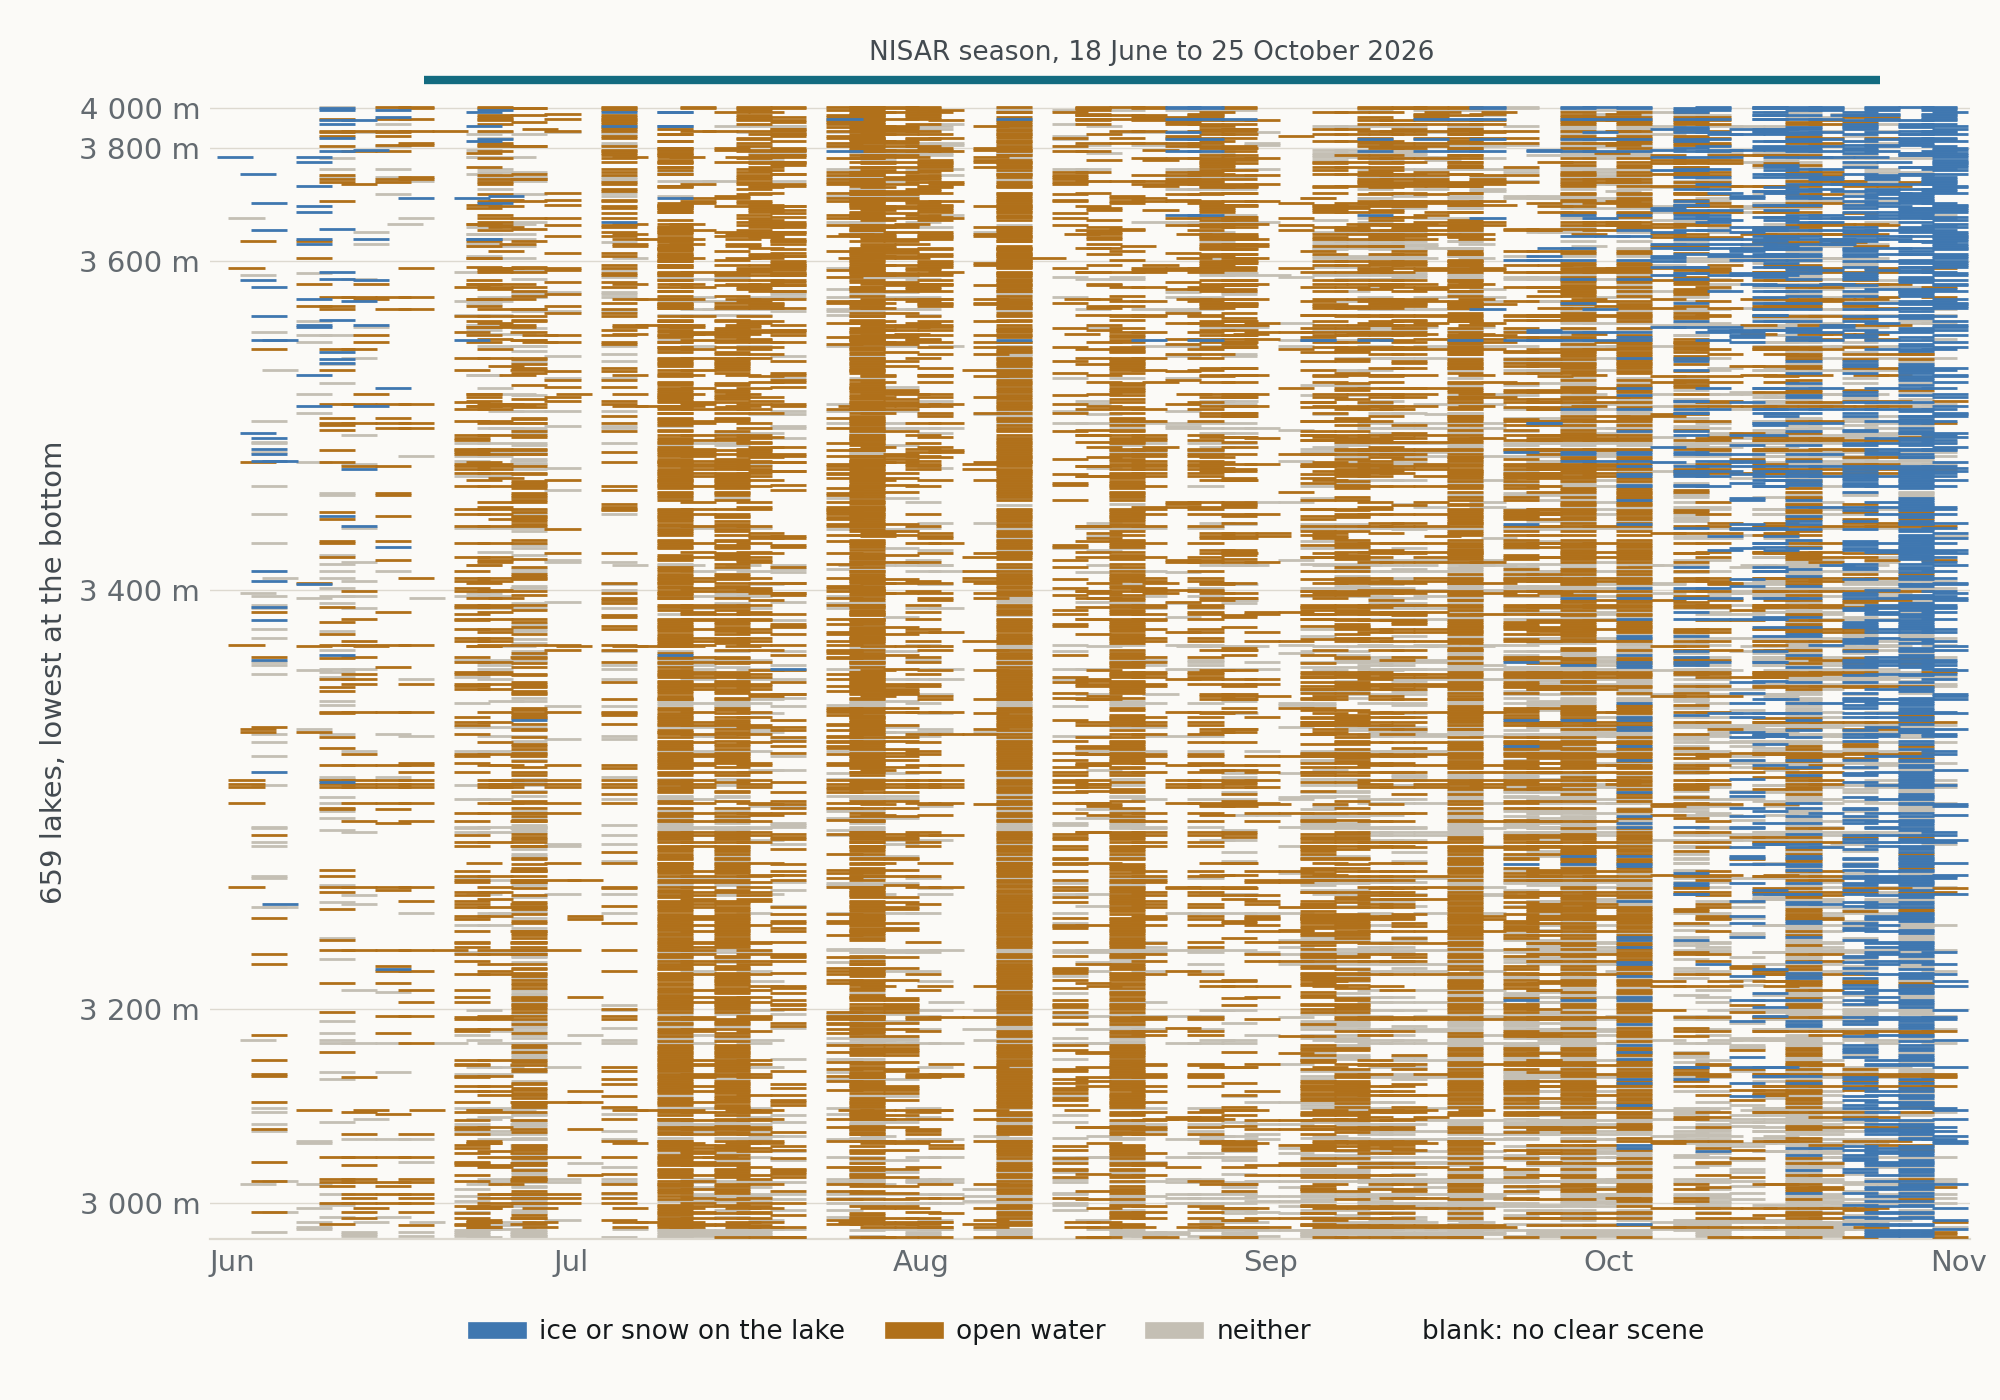 NISAR season, 18 June to 25 October 2026
4 000 m
3 800 m
3 600 m
3 400 m
3 200 m
3 000 m
659 lakes, lowest at the bottom
Jun Jul Aug Sep Oct Nov
ice or snow on the lake open water neither blank: no clear scene